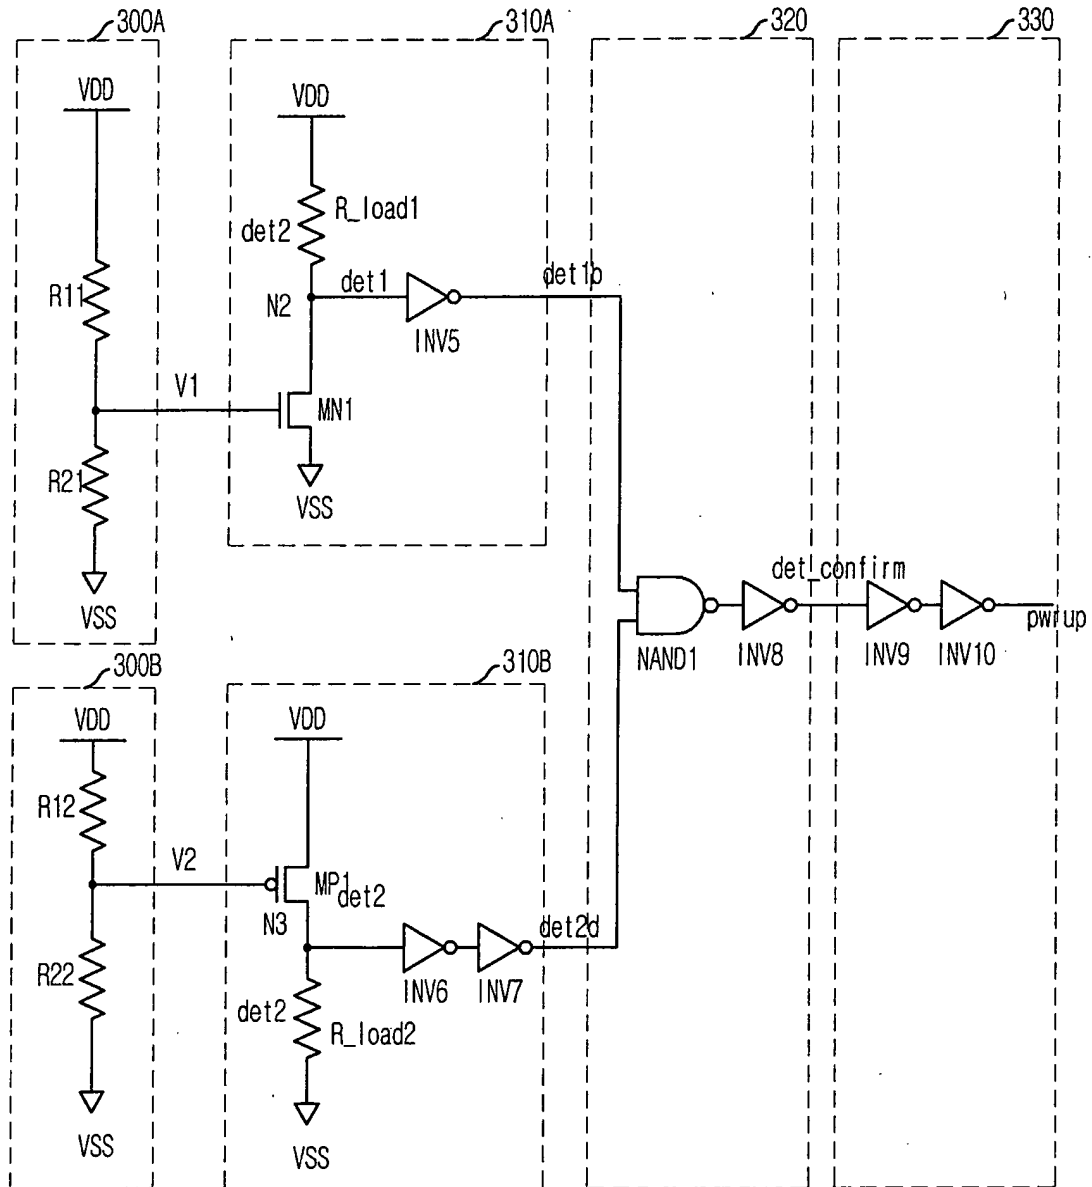 300A
310A
320
330
VDD
VDD
R_load1
det2
det1
det1b
R11
N2
INV5
V1
MN1
R21
VSS
VSS
det_confirm
pwrup
NAND1
INV8
INV9
INV10
300B
310B
VDD
VDD
R12
V2
MP1
det2
N3
det2d
R22
INV6
INV7
det2
R_load2
VSS
VSS